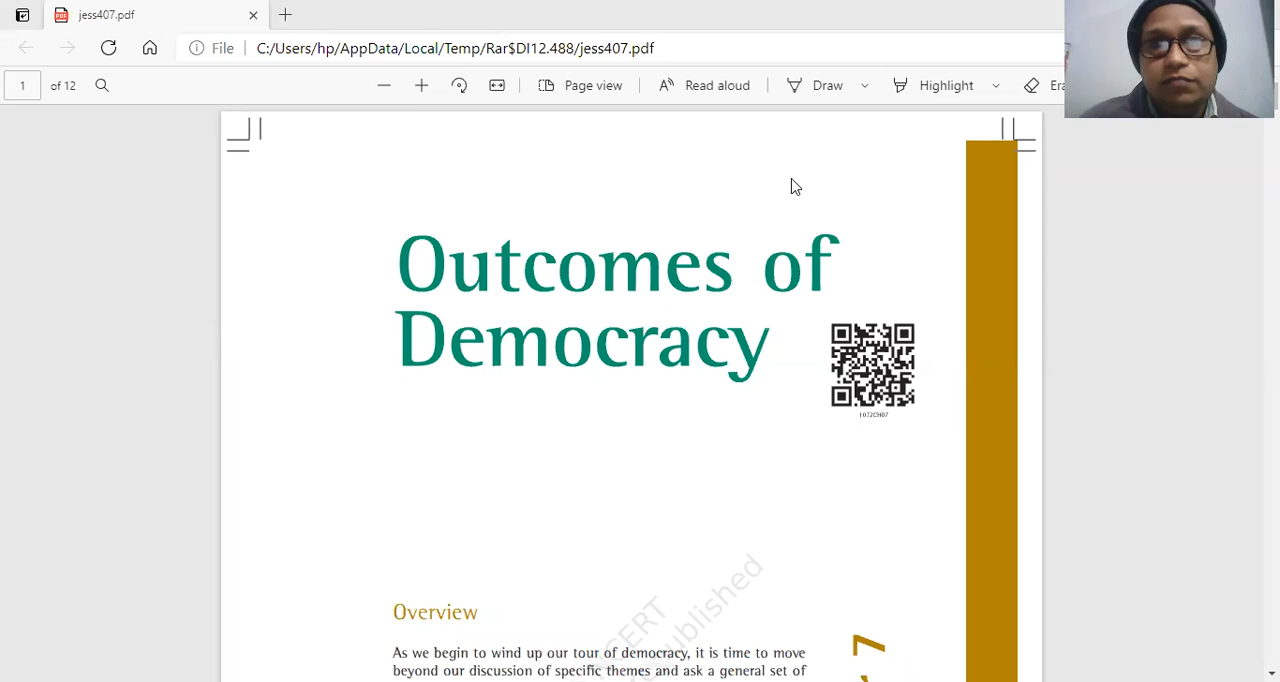 jess407.pdf
File C:/Users/hp/AppData/Local/Temp/Rar$DI12.488/jess407.pdf
1 of 12 Page view Read aloud Draw Highlight
Outcomes of
Democracy
1072CH07
Overview
As we begin to wind up our tour of democracy, it is time to move
beyond our discussion of specific themes and ask a general set of